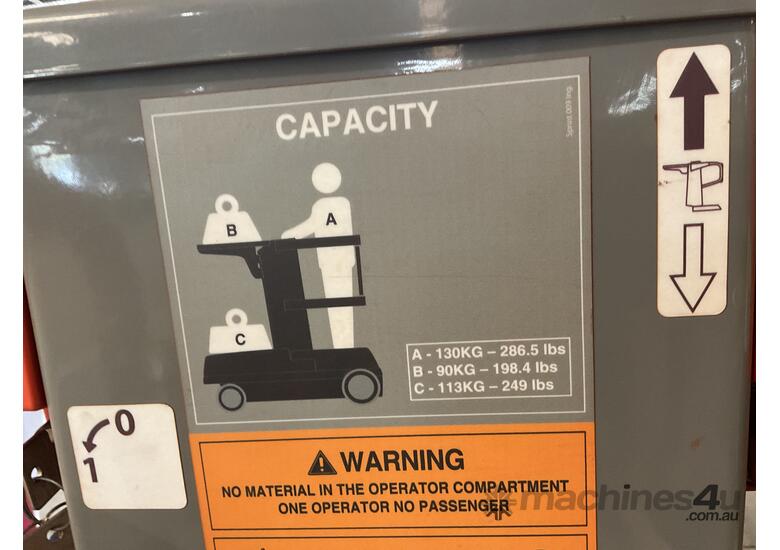 CAPACITY
Sprint 009 Ing.
A
B
C
A - 130KG – 286.5 lbs
B - 90KG – 198.4 lbs
C - 113KG – 249 lbs
0
1
WARNING
NO MATERIAL IN THE OPERATOR COMPARTMENT
ONE OPERATOR NO PASSENGER
machines4u
.com.au